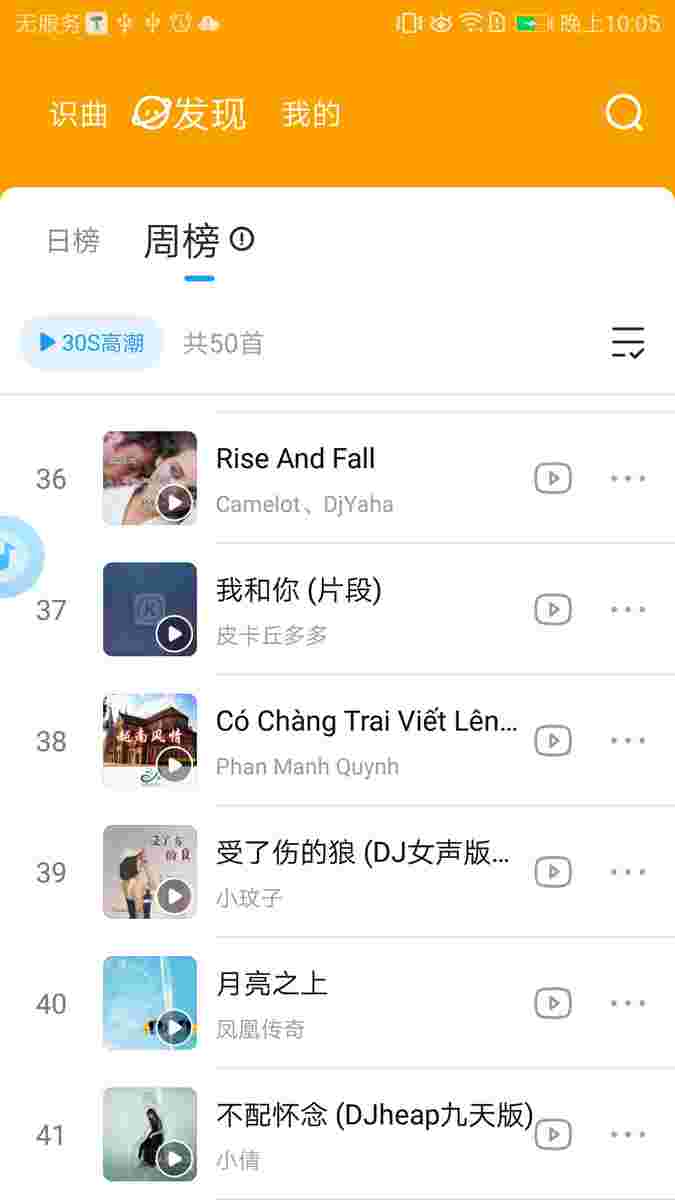 无服务 晚上10:05
识曲 发现 我的
日榜 周榜
30S高潮 共50首
36 Rise And Fall
Camelot、DjYaha
37 我和你 (片段)
皮卡丘多多
38 Có Chàng Trai Viết Lên...
越南风情
Phan Manh Quynh
39 受了伤的狼 (DJ女声版...
小玟子
40 月亮之上
凤凰传奇
41 不配怀念 (DJheap九天版)
小倩